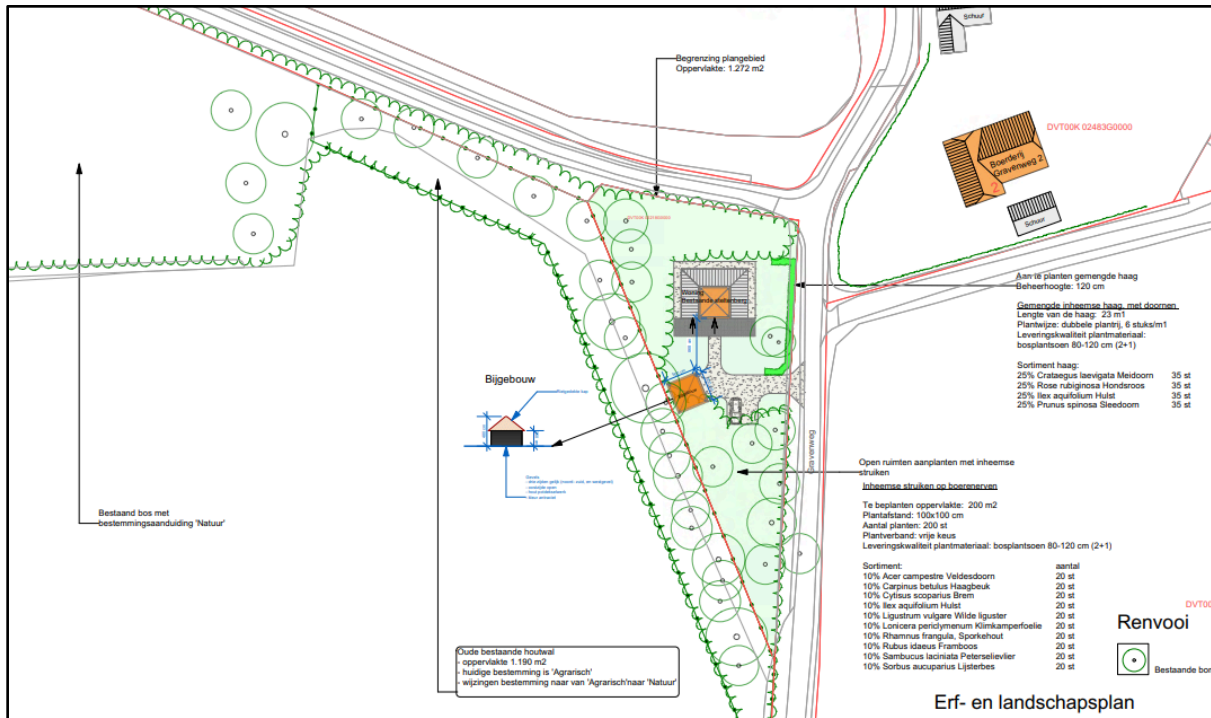 Schuur
Begrenzing plangebied
Oppervlakte: 1.272 m2
DVT00K 02483G0000
Boerderij
Gravenweg 2
2
Schuur
Woning
Bestaande stallenberg
Aan te planten gemengde haag
Beheerhoogte: 120 cm
Gemengde inheemse haag, met doornen
Lengte van de haag: 23 m1
Plantwijze: dubbele plantrij, 6 stuks/m1
Leveringskwaliteit plantmateriaal:
bosplantsoen 80-120 cm (2+1)
Sortiment haag:
25% Crataegus laevigata Meidoorn 35 st
25% Rose rubiginosa Hondsroos 35 st
25% Ilex aquifolium Hulst 35 st
25% Prunus spinosa Sleedoorn 35 st
Bijgebouw
Gravenweg
Open ruimten aanplanten met inheemse
struiken
Inheemse struiken op boerenerven
Te beplanten oppervlakte: 200 m2
Plantafstand: 100x100 cm
Aantal planten: 200 st
Plantverband: vrije keus
Leveringskwaliteit plantmateriaal: bosplantsoen 80-120 cm (2+1)
Sortiment: aantal
10% Acer campestre Veldesdoorn 20 st
10% Carpinus betulus Haagbeuk 20 st
10% Cytisus scoparius Brem 20 st
10% Ilex aquifolium Hulst 20 st
10% Ligustrum vulgare Wilde liguster 20 st
10% Lonicera periclymenum Klimkamperfoelie 20 st
10% Rhamnus frangula, Sporkehout 20 st
10% Rubus idaeus Framboos 20 st
10% Sambucus laciniata Peterselievlier 20 st
10% Sorbus aucuparius Lijsterbes 20 st
Bestaand bos met
bestemmingsaanduiding 'Natuur'
Oude bestaande houtwal
- oppervlakte 1.190 m2
- huidige bestemming is 'Agrarisch'
- wijzingen bestemming naar van 'Agrarisch'naar 'Natuur'
DVT00
Renvooi
Bestaande bor
Erf- en landschapsplan